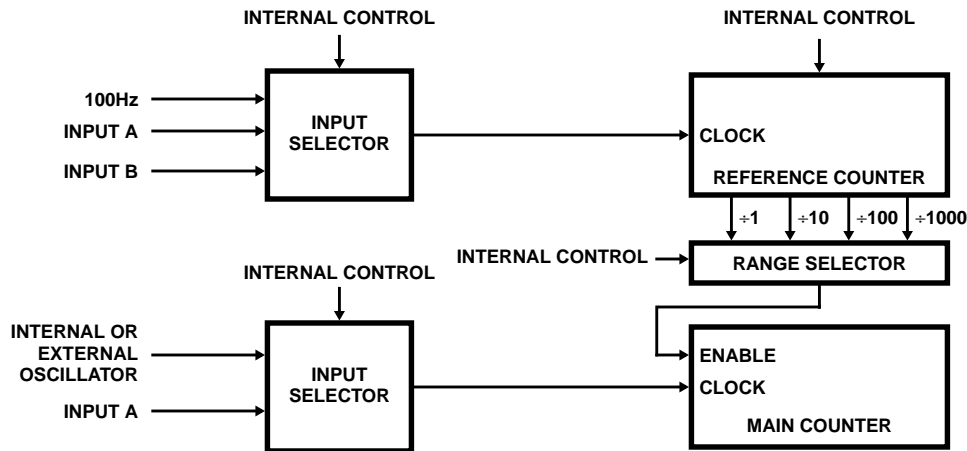 INTERNAL CONTROL
INTERNAL CONTROL
100Hz
INPUT A
INPUT B
INPUT
SELECTOR
CLOCK
REFERENCE COUNTER
÷1
÷10
÷100
÷1000
INTERNAL CONTROL
RANGE SELECTOR
INTERNAL CONTROL
INTERNAL OR
EXTERNAL
OSCILLATOR
INPUT A
INPUT
SELECTOR
ENABLE
CLOCK
MAIN COUNTER